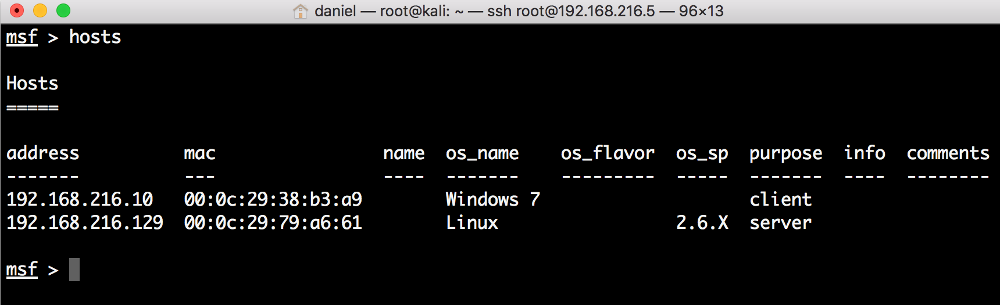 daniel — root@kali: ~ — ssh root@192.168.216.5 — 96×13
msf > hosts
Hosts
=====
address          mac                name  os_name    os_flavor  os_sp  purpose  info  comments
-------          ---                ----  -------    ---------  -----  -------  ----  --------
192.168.216.10   00:0c:29:38:b3:a9        Windows 7                    client
192.168.216.129  00:0c:29:79:a6:61        Linux                 2.6.X  server
msf >